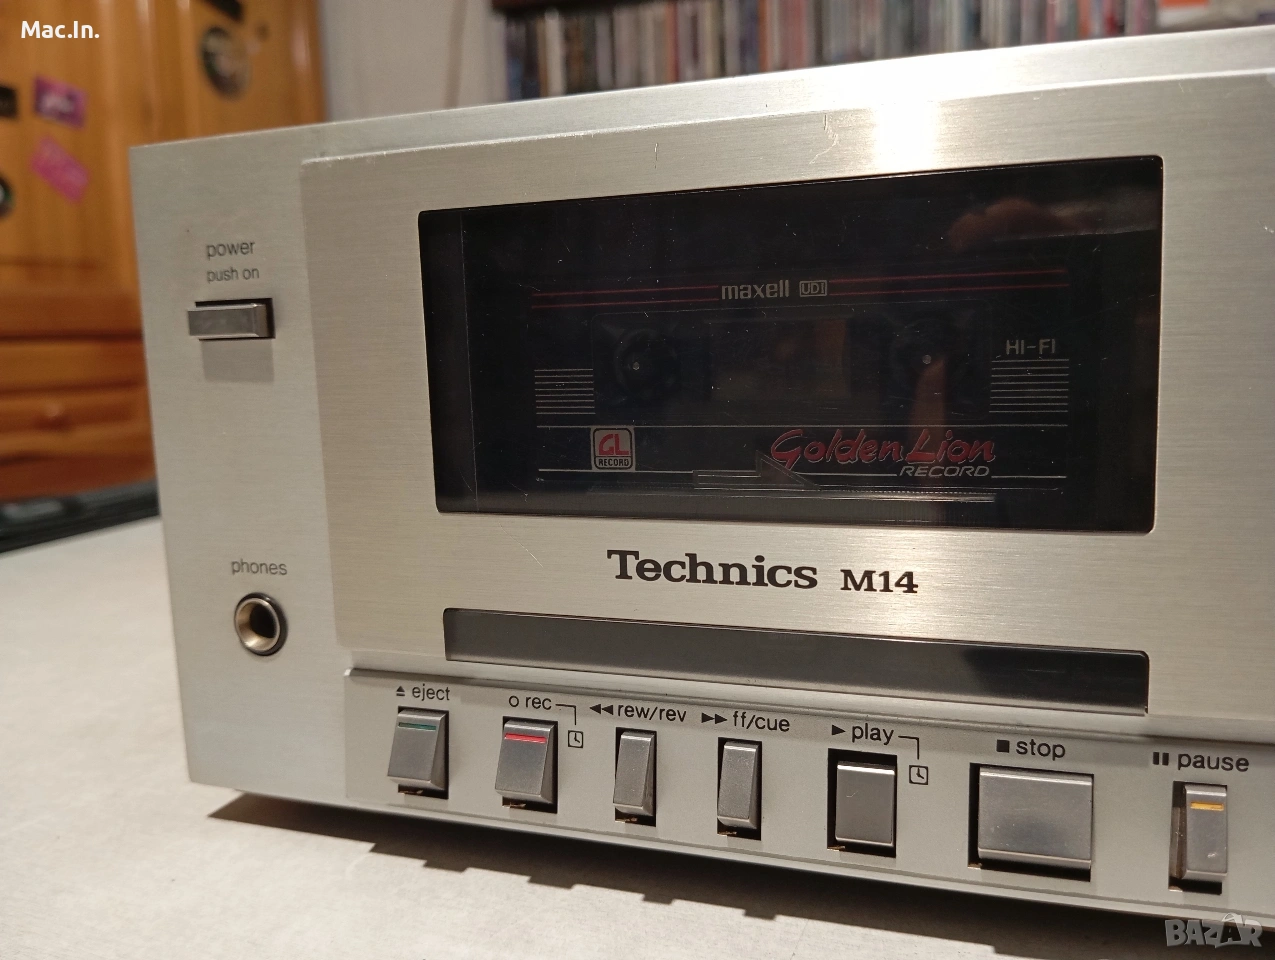 Mac.In.
power
push on
maxell UDI
HI-FI
GL
RECORD
Golden Lion
RECORD
Technics M14
phones
eject
rec
rew/rev
ff/cue
play
stop
pause
BAZAR